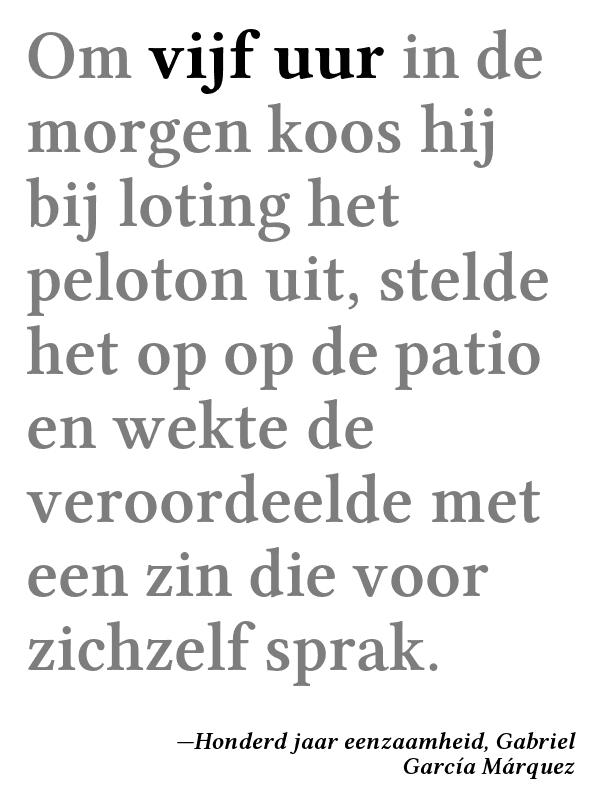 Om vijf uur in de
morgen koos hij
bij loting het
peloton uit, stelde
het op op de patio
en wekte de
veroordeelde met
een zin die voor
zichzelf sprak.
—Honderd jaar eenzaamheid, Gabriel
García Márquez